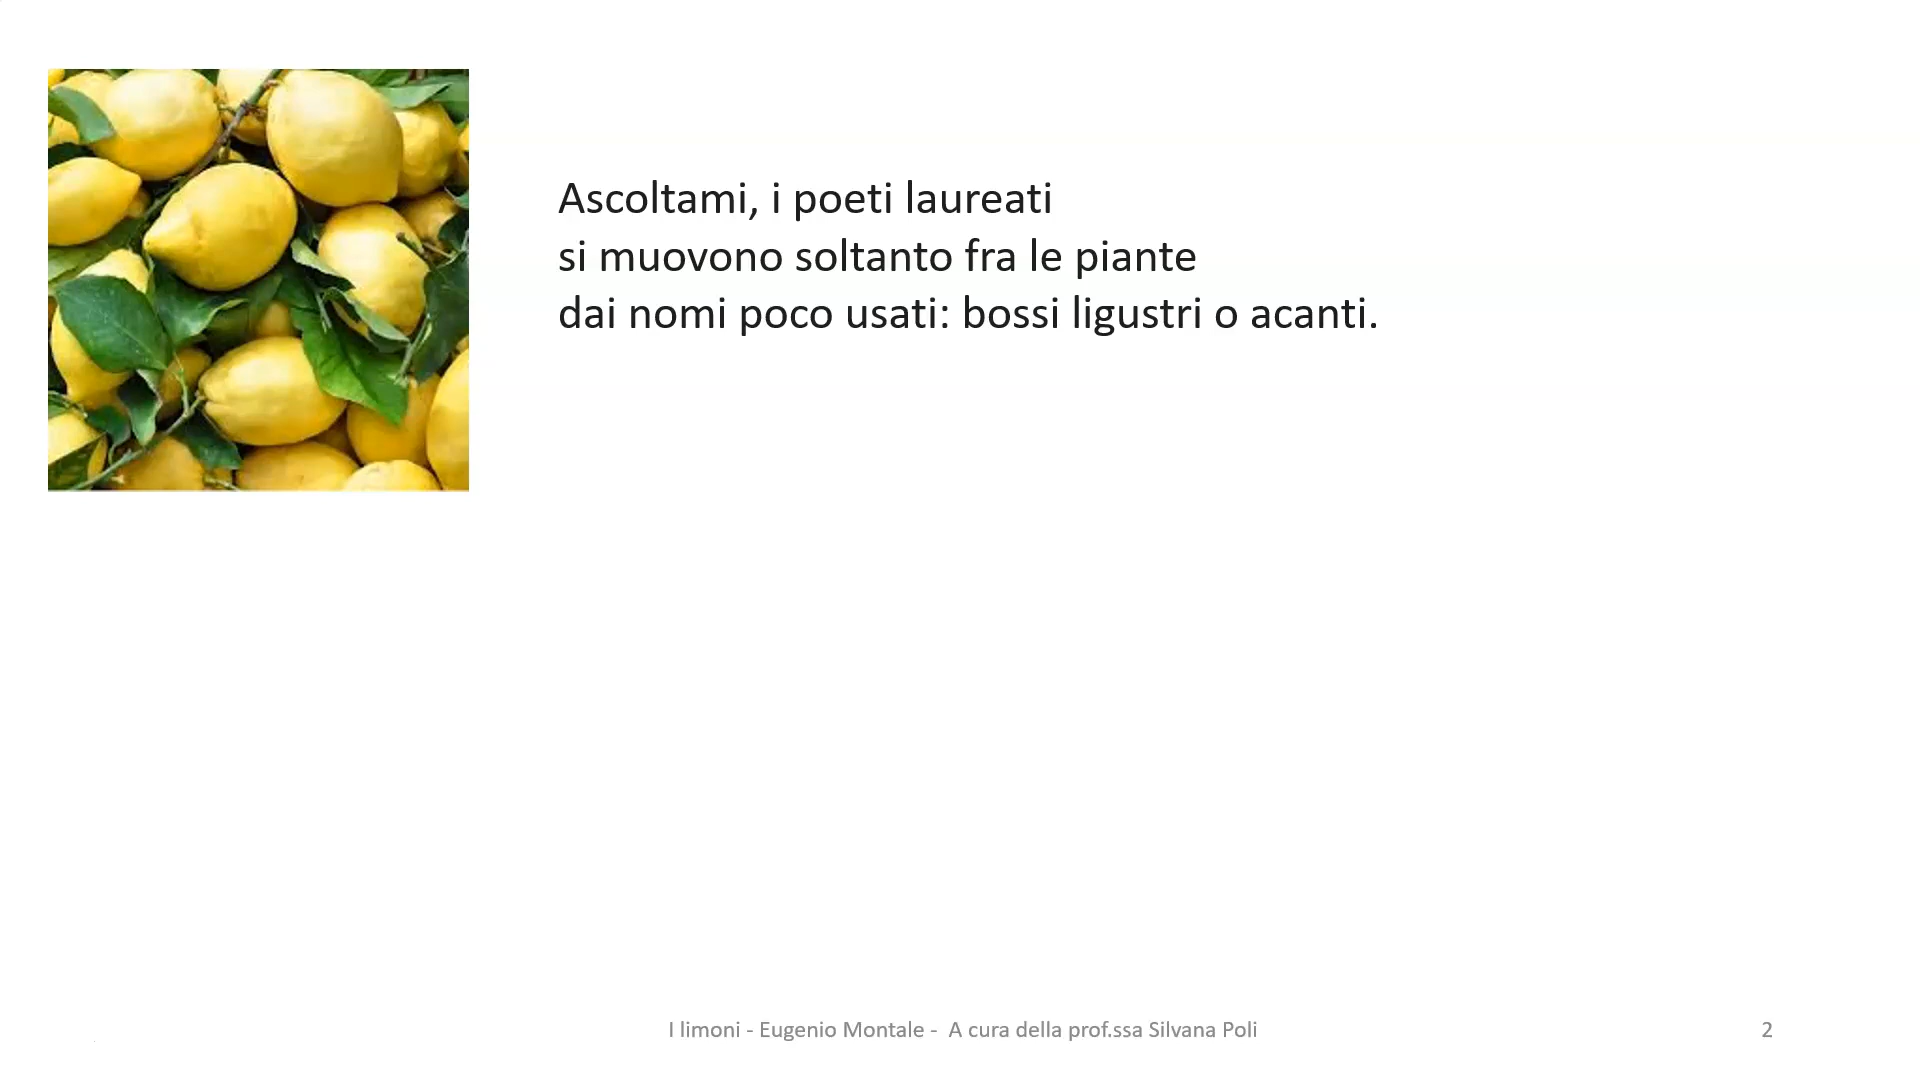 Ascoltami, i poeti laureati
si muovono soltanto fra le piante
dai nomi poco usati: bossi ligustri o acanti.
I limoni - Eugenio Montale -  A cura della prof.ssa Silvana Poli
2